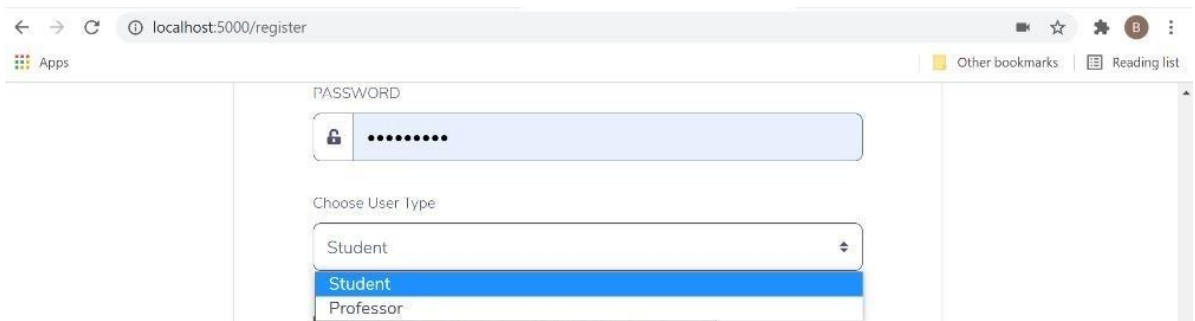 localhost:5000/register
B
Apps
Other bookmarks
Reading list
PASSWORD
•••••••••
Choose User Type
Student
Student
Professor